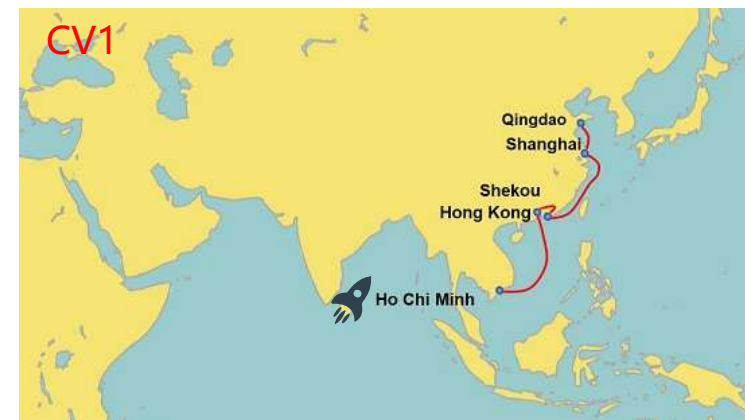 CV1
Qingdao
Shanghai
Shekou
Hong Kong
Ho Chi Minh